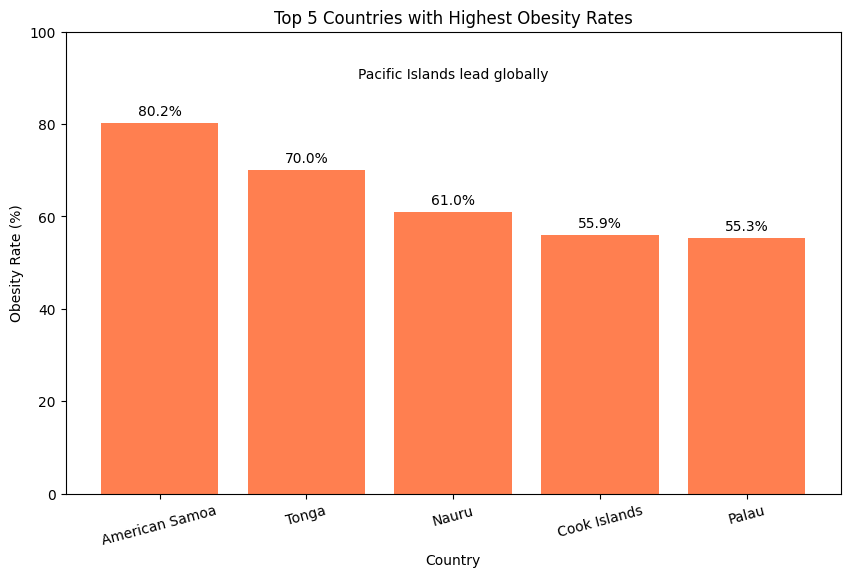 Top 5 Countries with Highest Obesity Rates
100
80
60
40
20
0
Obesity Rate (%)
Pacific Islands lead globally
80.2%
70.0%
61.0%
55.9%
55.3%
American Samoa
Tonga
Nauru
Cook Islands
Palau
Country